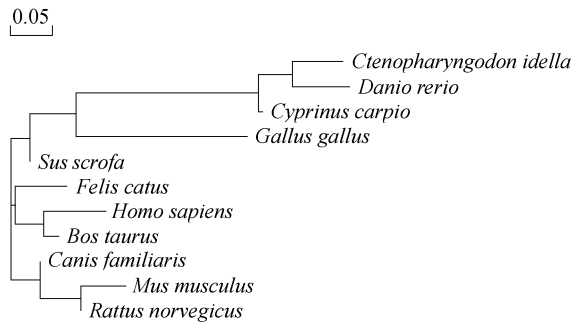 0.05
Ctenopharyngodon idella
Danio rerio
Cyprinus carpio
Gallus gallus
Sus scrofa
Felis catus
Homo sapiens
Bos taurus
Canis familiaris
Mus musculus
Rattus norvegicus